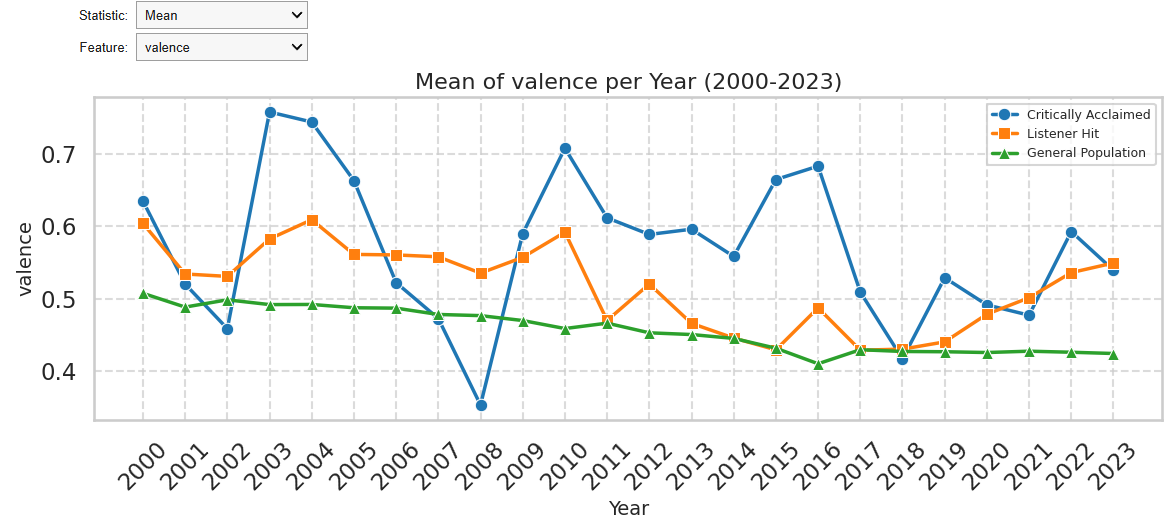 Statistic: Mean
Feature: valence
Mean of valence per Year (2000-2023)
Critically Acclaimed
Listener Hit
General Population
0.7
0.6
0.5
0.4
valence
2000 2001 2002 2003 2004 2005 2006 2007 2008 2009 2010 2011 2012 2013 2014 2015 2016 2017 2018 2019 2020 2021 2022 2023
Year